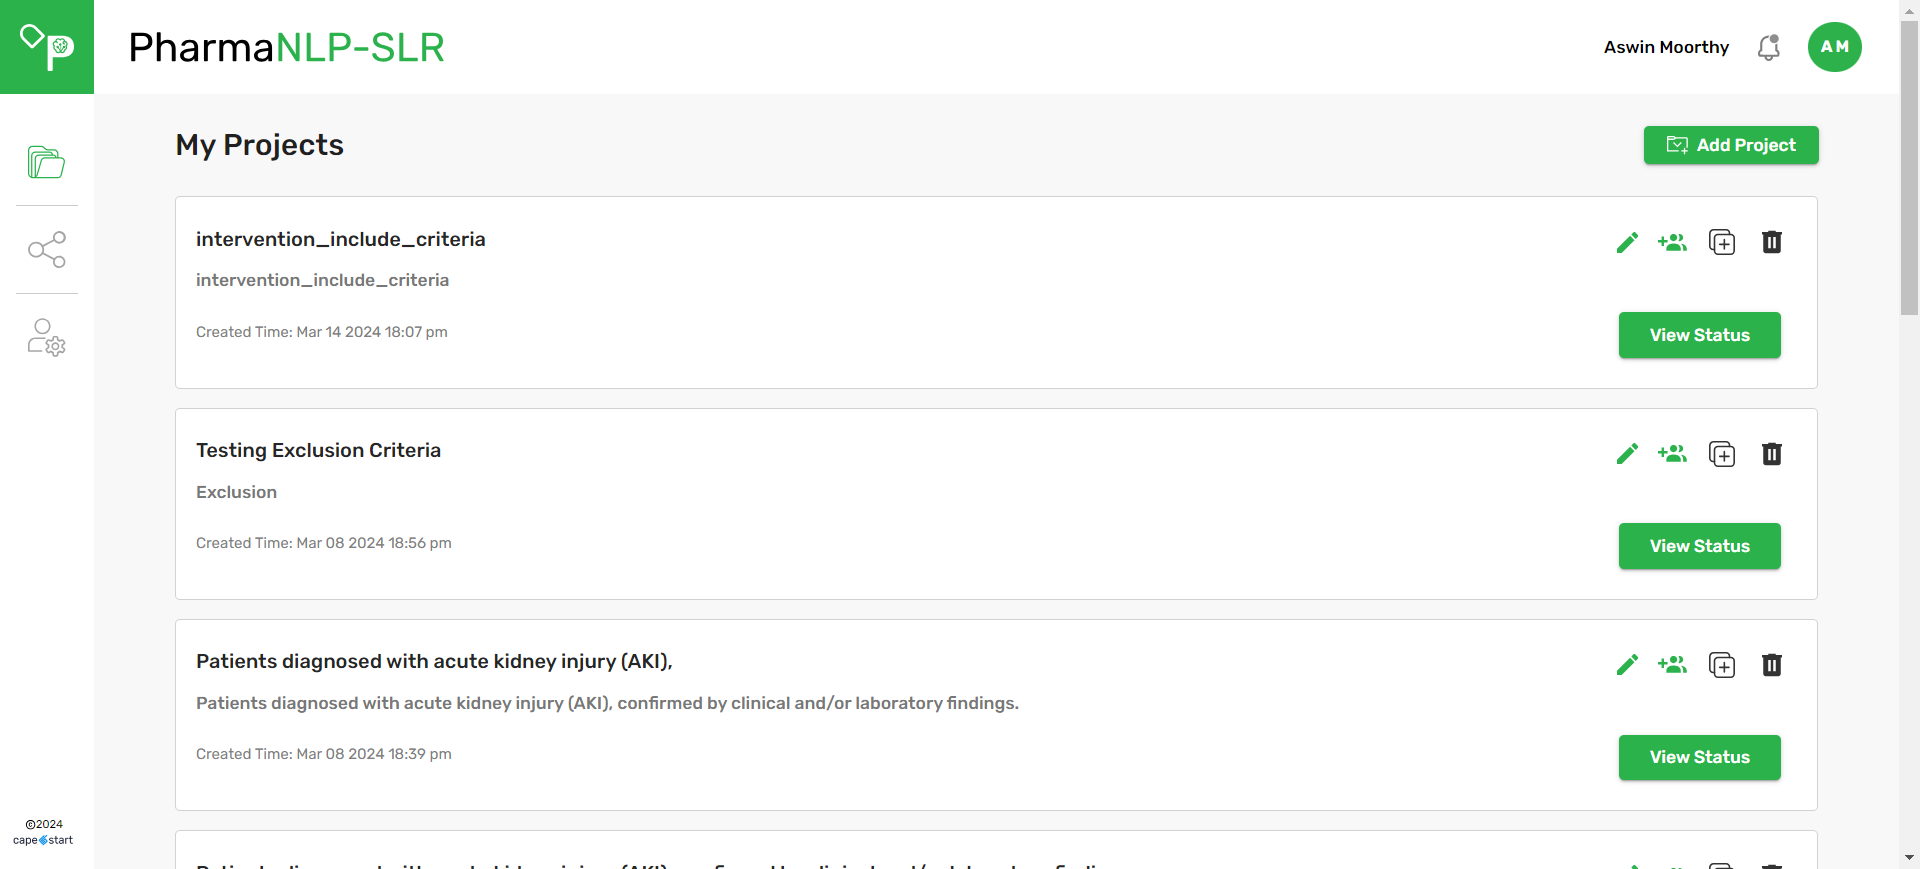 PharmaNLP-SLR
Aswin Moorthy
AM
My Projects
Add Project
intervention_include_criteria
intervention_include_criteria
Created Time: Mar 14 2024 18:07 pm
View Status
Testing Exclusion Criteria
Exclusion
Created Time: Mar 08 2024 18:56 pm
View Status
Patients diagnosed with acute kidney injury (AKI),
Patients diagnosed with acute kidney injury (AKI), confirmed by clinical and/or laboratory findings.
Created Time: Mar 08 2024 18:39 pm
View Status
©2024
capestart